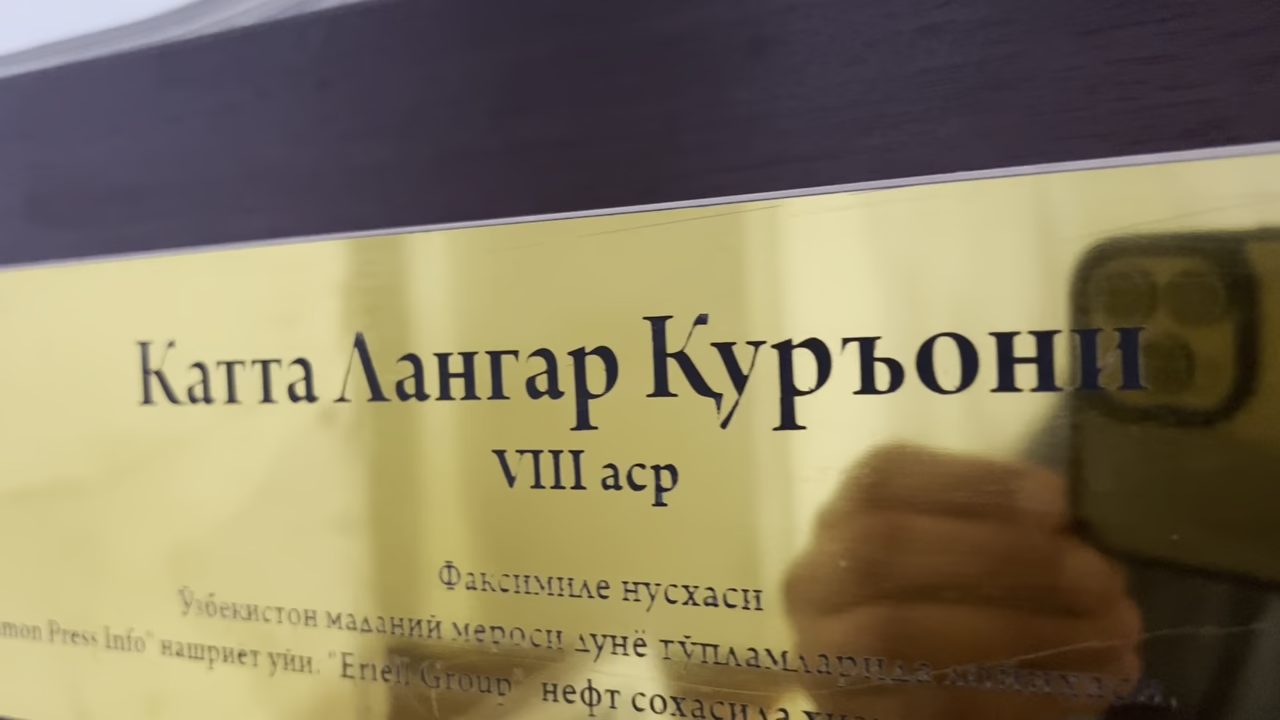 Катта Лангар Қуръони
VIII аср
Факсимиле нусхаси
Ўзбекистон маданий мероси дунё тўпламларида
Press Info" нашриет уйи. "Eriell Group" нефт соҳасида